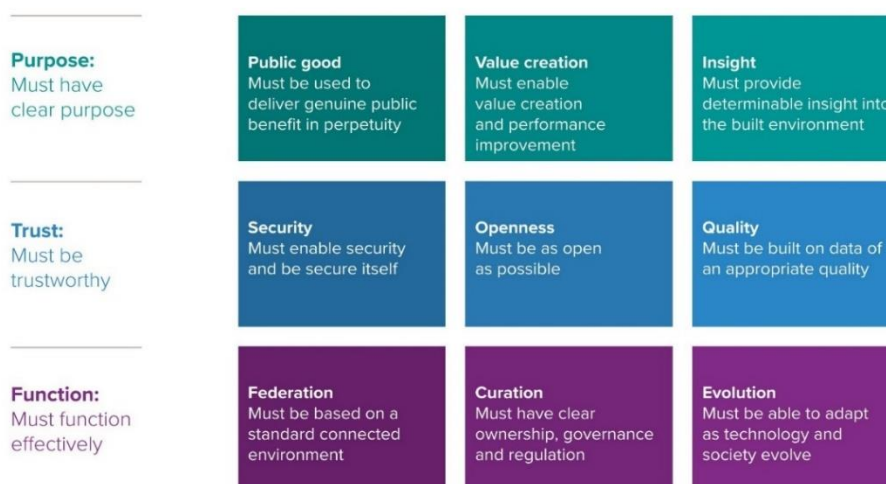 Purpose:
Must have
clear purpose
Public good
Must be used to
deliver genuine public
benefit in perpetuity
Value creation
Must enable
value creation
and performance
improvement
Insight
Must provide
determinable insight into
the built environment
Trust:
Must be
trustworthy
Security
Must enable security
and be secure itself
Openness
Must be as open
as possible
Quality
Must be built on data of
an appropriate quality
Function:
Must function
effectively
Federation
Must be based on a
standard connected
environment
Curation
Must have clear
ownership, governance
and regulation
Evolution
Must be able to adapt
as technology and
society evolve